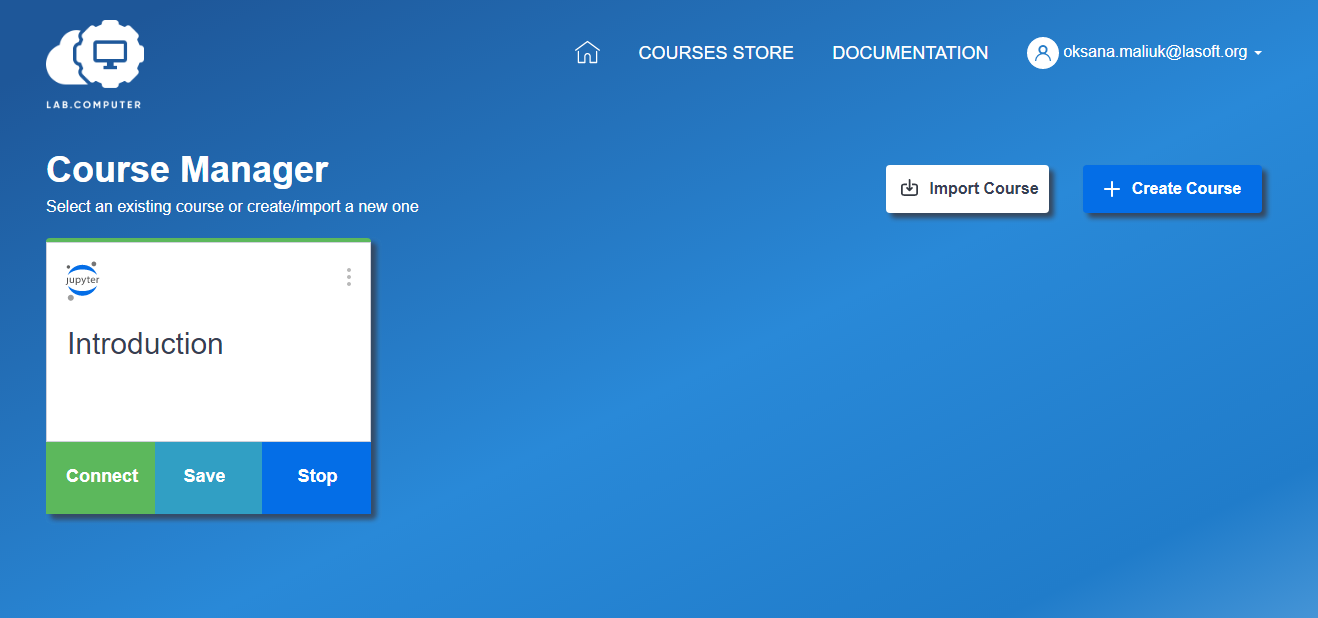 LAB.COMPUTER
COURSES STORE
DOCUMENTATION
oksana.maliuk@lasoft.org
Course Manager
Select an existing course or create/import a new one
Import Course
Create Course
jupyter
Introduction
Connect
Save
Stop